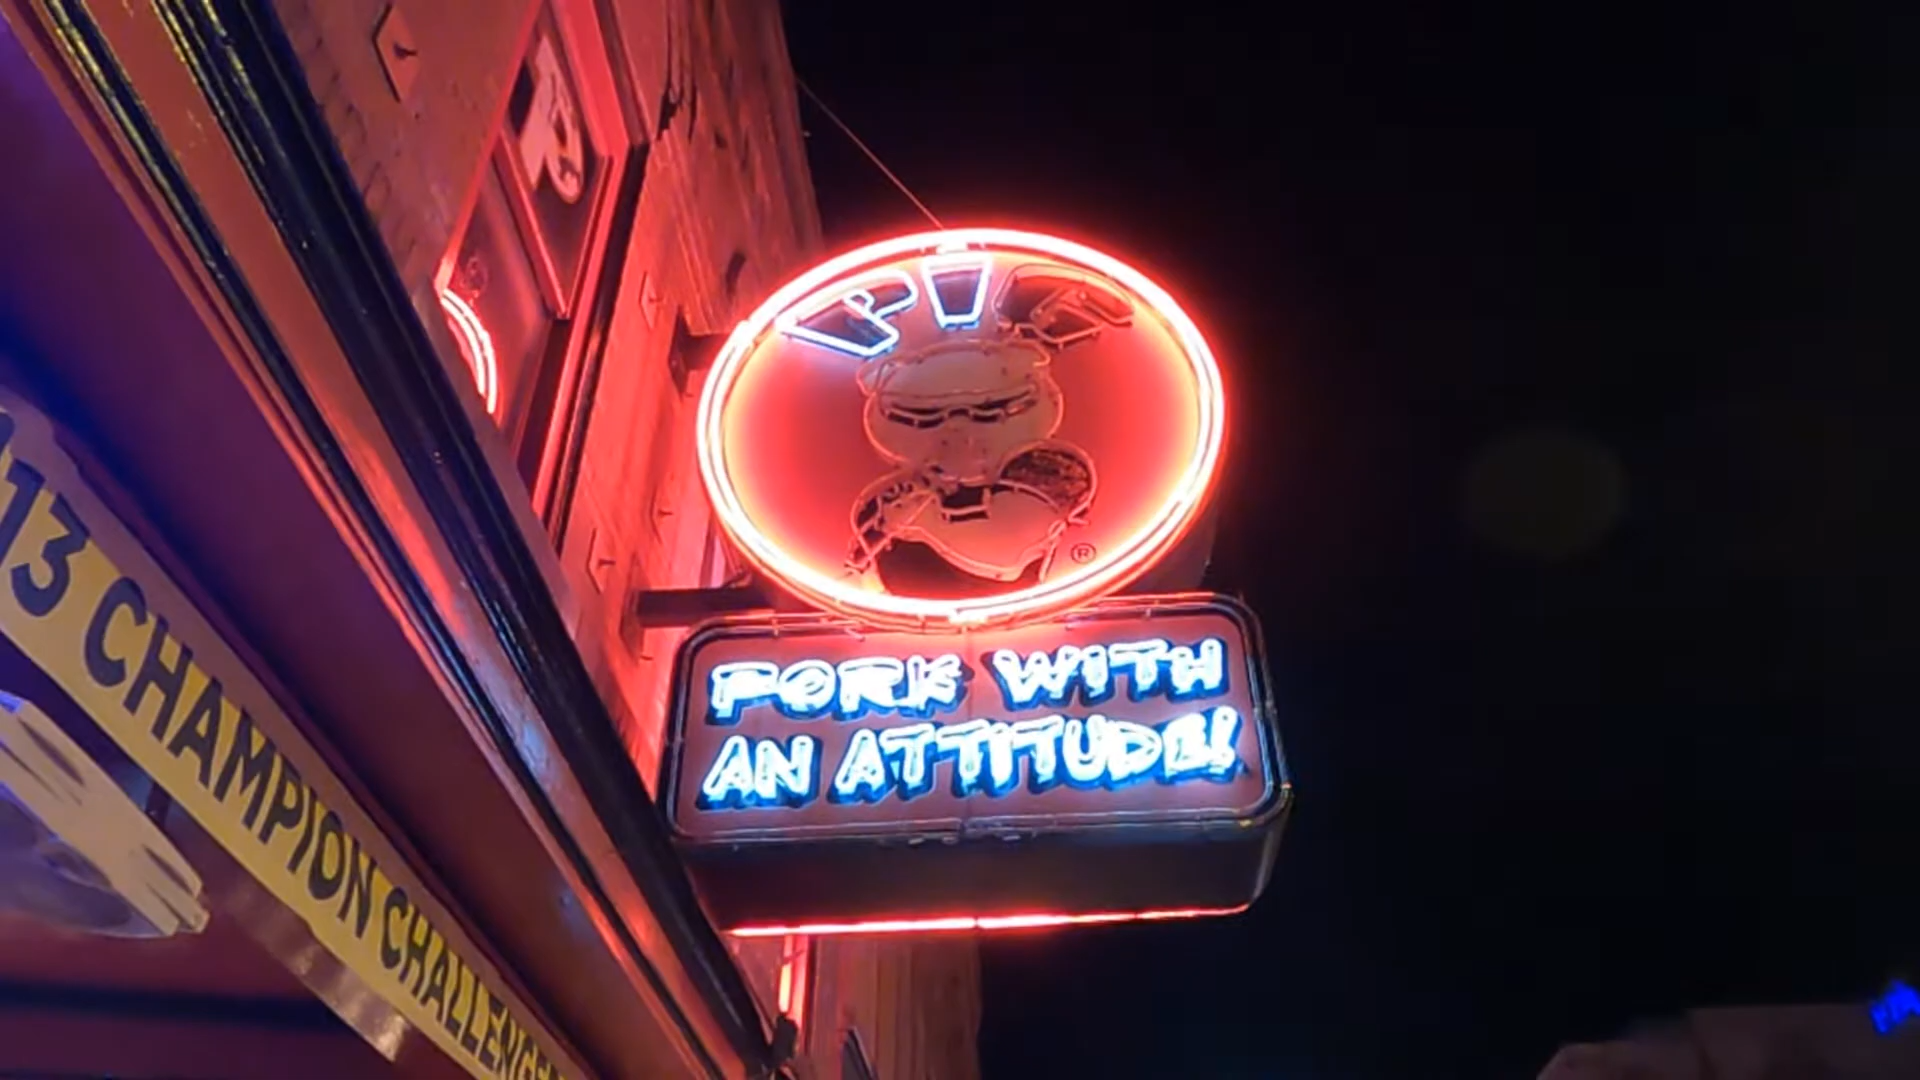 PIG
®
PORK WITH
AN ATTITUDE!
13 CHAMPION CHALLENGE